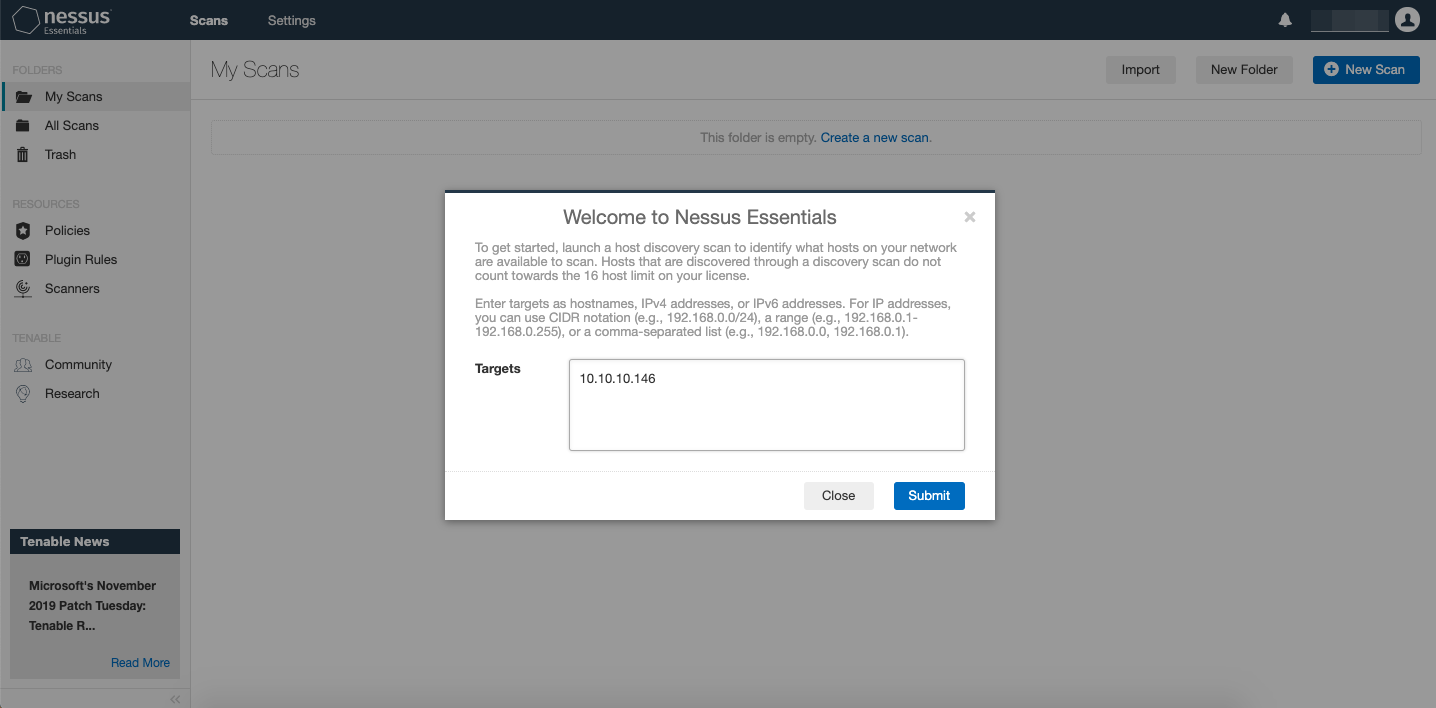 nessus
Essentials
Scans
Settings
FOLDERS
My Scans
All Scans
Trash
RESOURCES
Policies
Plugin Rules
Scanners
TENABLE
Community
Research
Tenable News
Microsoft's November
2019 Patch Tuesday:
Tenable R...
Read More
My Scans
Import
New Folder
New Scan
This folder is empty. Create a new scan.
Welcome to Nessus Essentials
To get started, launch a host discovery scan to identify what hosts on your network
are available to scan. Hosts that are discovered through a discovery scan do not
count towards the 16 host limit on your license.
Enter targets as hostnames, IPv4 addresses, or IPv6 addresses. For IP addresses,
you can use CIDR notation (e.g., 192.168.0.0/24), a range (e.g., 192.168.0.1-
192.168.0.255), or a comma-separated list (e.g., 192.168.0.0, 192.168.0.1).
Targets
10.10.10.146
Close
Submit